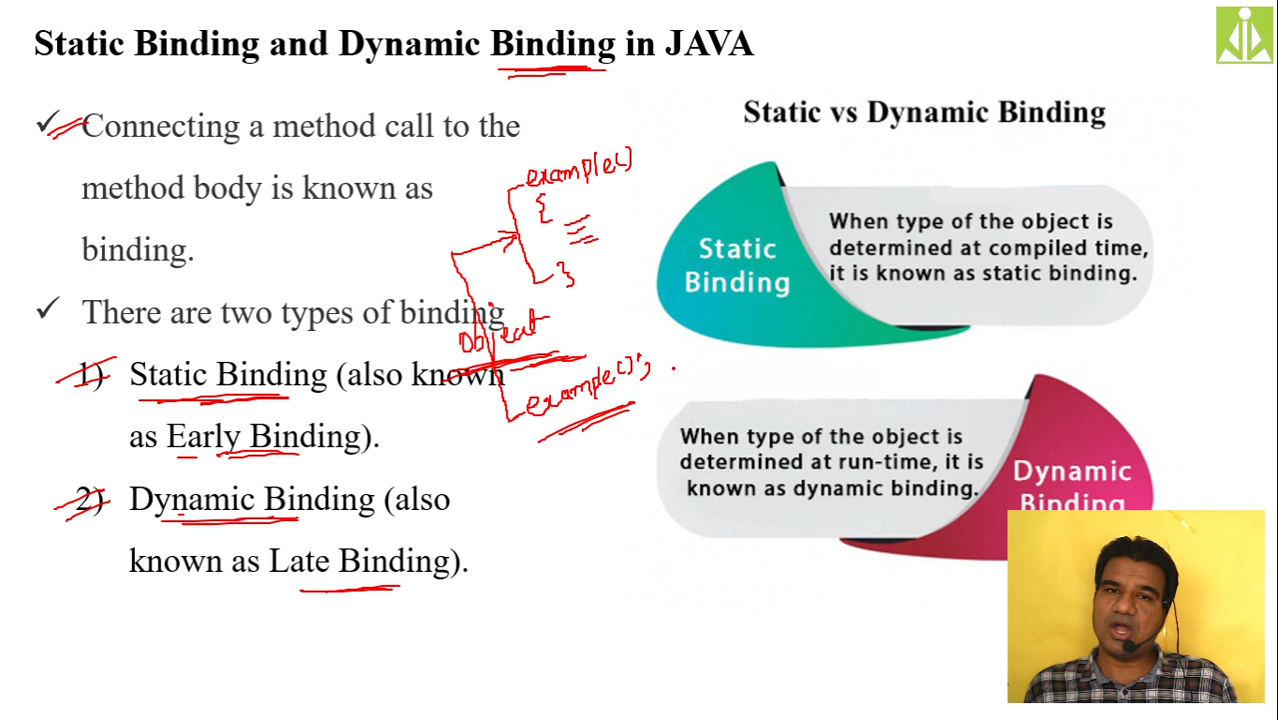 Static Binding and Dynamic Binding in JAVA
✓ Connecting a method call to the
method body is known as
binding.
✓ There are two types of binding
1) Static Binding (also known
as Early Binding).
2) Dynamic Binding (also
known as Late Binding).
example()
{
}
object
example();
Static vs Dynamic Binding
Static
Binding
When type of the object is
determined at compiled time,
it is known as static binding.
When type of the object is
determined at run-time, it is
known as dynamic binding.
Dynamic
Binding